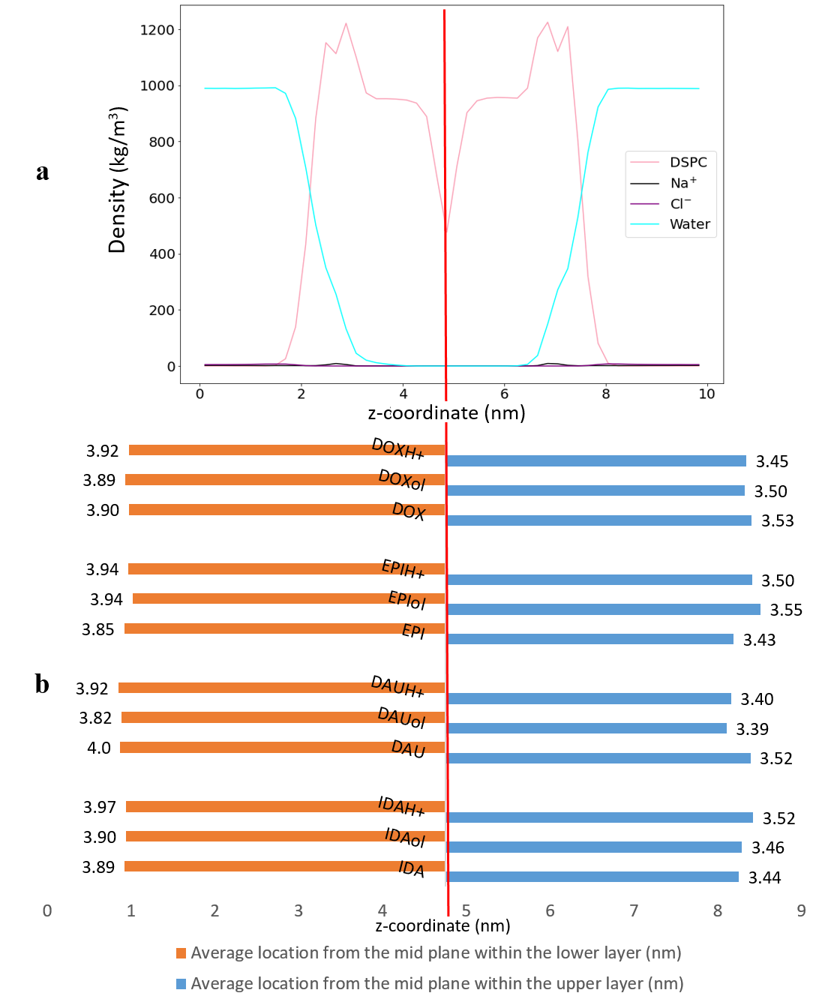 1200
1000
800
600
400
200
0
Density (kg/m³)
a
DSPC
Na⁺
Cl⁻
Water
0 2 4 6 8 10
z-coordinate (nm)
3.92 DOXH+ 3.45
3.89 DOXol 3.50
3.90 DOX 3.53
3.94 EPIH+ 3.50
3.94 EPIol 3.55
3.85 EPI 3.43
b
3.92 DAUH+ 3.40
3.82 DAUol 3.39
4.0 DAU 3.52
3.97 IDAH+ 3.52
3.90 IDAol 3.46
3.89 IDA 3.44
0 1 2 3 4 5 6 7 8 9
z-coordinate (nm)
Average location from the mid plane within the lower layer (nm)
Average location from the mid plane within the upper layer (nm)